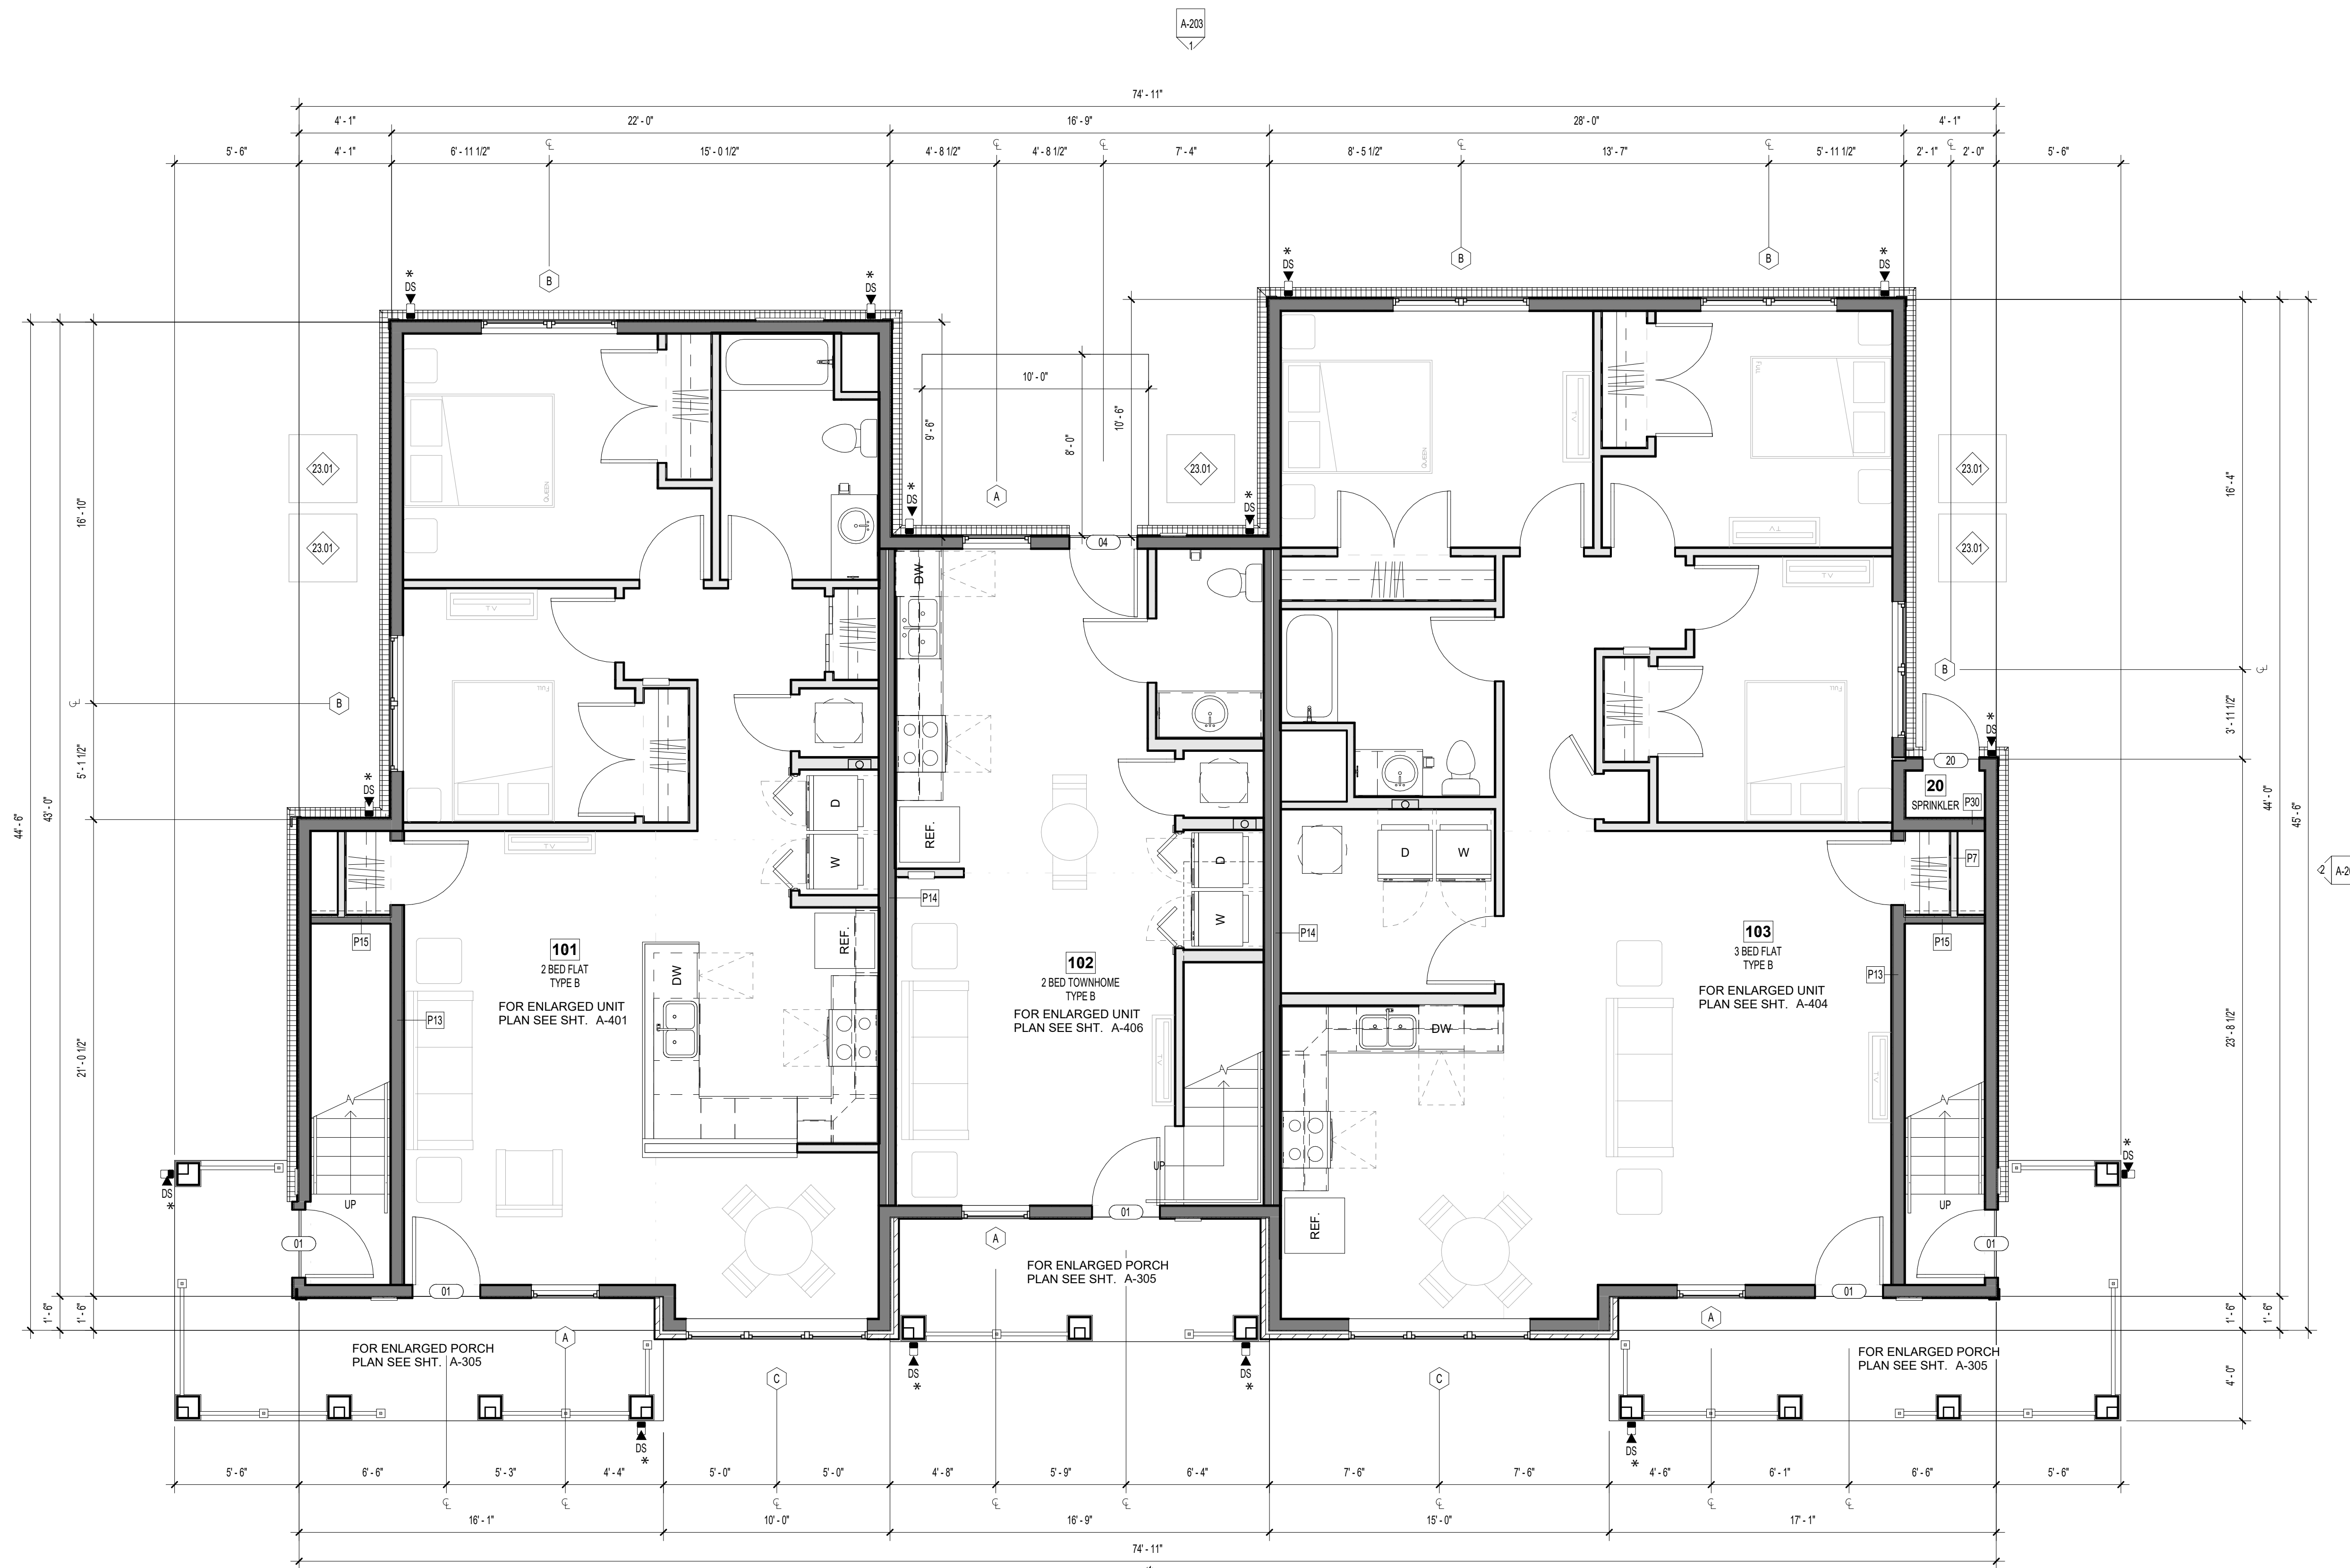 A-203
1
74' - 11"
4' - 1"
22' - 0"
16' - 9"
28' - 0"
4' - 1"
5' - 6"
4' - 1"
6' - 11 1/2"
15' - 0 1/2"
4' - 8 1/2"
4' - 8 1/2"
7' - 4"
8' - 5 1/2"
13' - 7"
5' - 11 1/2"
2' - 1"
2' - 0"
5' - 6"
B
B
B
* DS
* DS
* DS
* DS
10' - 0"
9' - 6"
8' - 0"
10' - 6"
TV
FULL
QUEEN
QUEEN
TV
23.01
23.01
23.01
23.01
23.01
A
* DS
* DS
04
DW
TV
TV
FULL
FULL
B
B
* DS
* DS
20
20
SPRINKLER
P30
D
W
REF.
D
W
D
W
TV
P7
P14
P14
P15
P15
P13
P13
101
2 BED FLAT
TYPE B
FOR ENLARGED UNIT
PLAN SEE SHT. A-401
102
2 BED TOWNHOME
TYPE B
FOR ENLARGED UNIT
PLAN SEE SHT. A-406
103
3 BED FLAT
TYPE B
FOR ENLARGED UNIT
PLAN SEE SHT. A-404
REF.
DW
DW
TV
TV
REF.
UP
UP
UP
DS *
* DS
01
01
01
01
01
A
A
A
FOR ENLARGED PORCH
PLAN SEE SHT. A-305
FOR ENLARGED PORCH
PLAN SEE SHT. A-305
FOR ENLARGED PORCH
PLAN SEE SHT. A-305
C
C
DS *
DS *
DS *
DS *
44' - 6"
43' - 0"
16' - 10"
5' - 1 1/2"
21' - 0 1/2"
1' - 6"
1' - 6"
16' - 4"
3' - 11 1/2"
23' - 8 1/2"
44' - 0"
45' - 6"
1' - 6"
1' - 6"
4' - 0"
2
5' - 6"
6' - 6"
5' - 3"
4' - 4"
5' - 0"
5' - 0"
4' - 8"
5' - 9"
6' - 4"
7' - 6"
7' - 6"
4' - 6"
6' - 1"
6' - 6"
5' - 6"
16' - 1"
10' - 0"
16' - 9"
15' - 0"
17' - 1"
74' - 11"